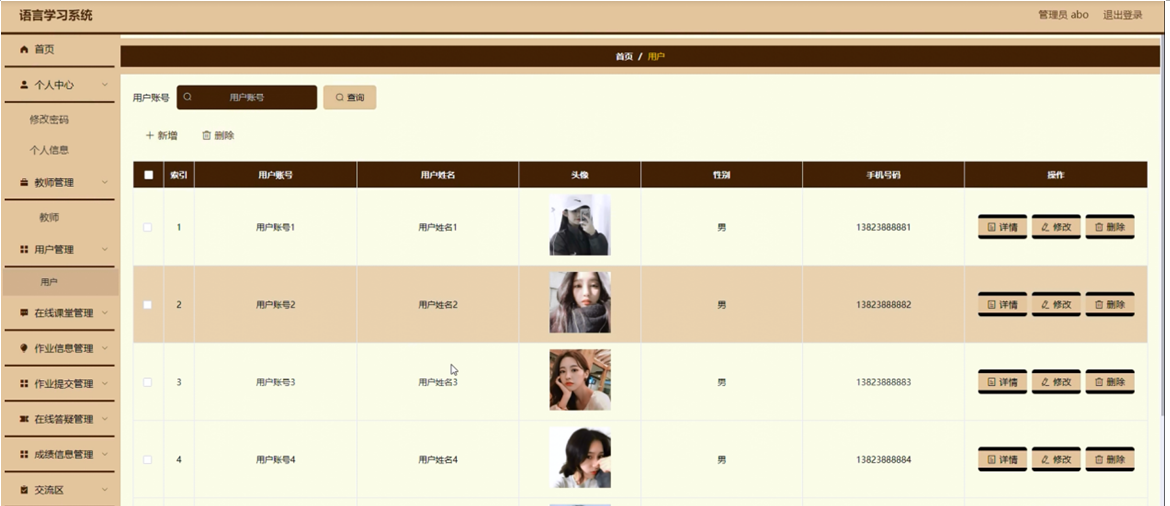 语言学习系统
管理员 abo 退出登录
首页
个人中心
修改密码
个人信息
教师管理
教师
用户管理
用户
在线课堂管理
作业信息管理
作业提交管理
在线答疑管理
成绩信息管理
交流区
首页 / 用户
用户账号 用户账号 查询
新增 删除
索引 用户账号 用户姓名 头像 性别 手机号码 操作
1 用户账号1 用户姓名1 男 13823888881 详情 修改 删除
2 用户账号2 用户姓名2 男 13823888882 详情 修改 删除
3 用户账号3 用户姓名3 男 13823888883 详情 修改 删除
4 用户账号4 用户姓名4 男 13823888884 详情 修改 删除